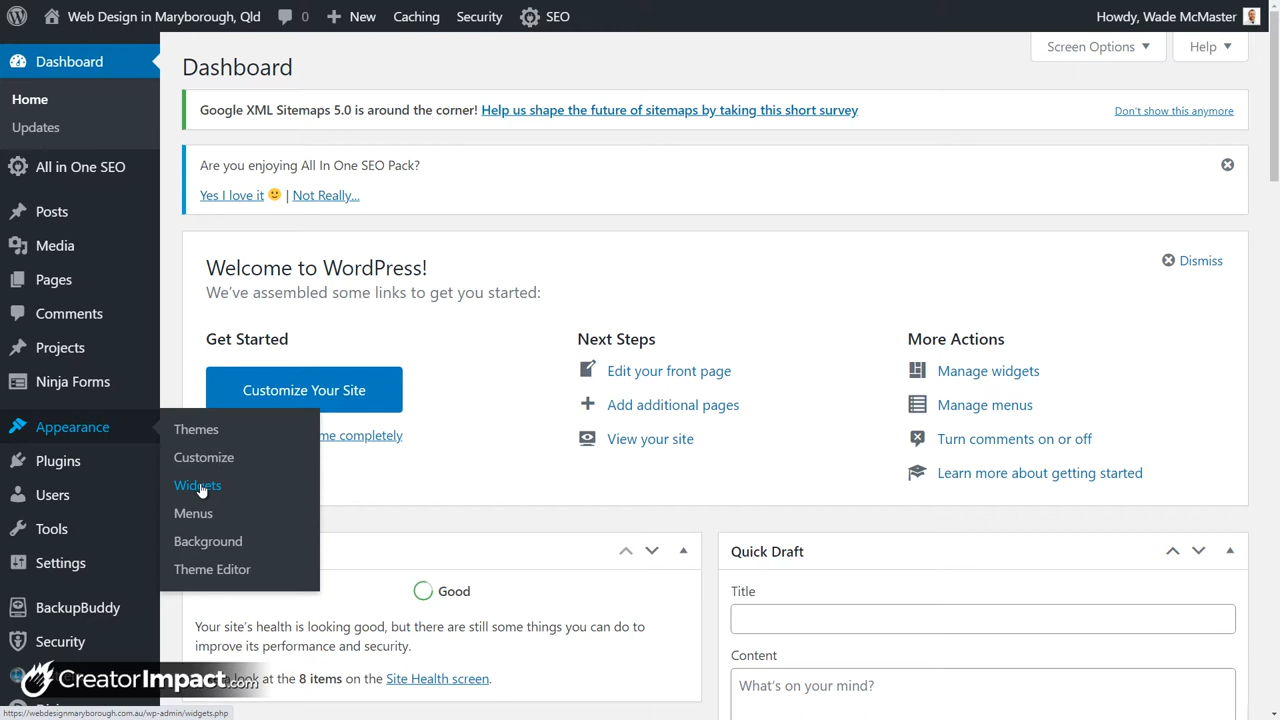 Web Design in Maryborough, Qld 0 New Caching Security SEO Howdy, Wade McMaster
Dashboard
Home
Updates
All in One SEO
Posts
Media
Pages
Comments
Projects
Ninja Forms
Appearance
Plugins
Users
Tools
Settings
BackupBuddy
Security
Themes
Customize
Widgets
Menus
Background
Theme Editor
Screen Options
Help
Dashboard
Google XML Sitemaps 5.0 is around the corner! Help us shape the future of sitemaps by taking this short survey
Don't show this anymore
Are you enjoying All In One SEO Pack?
Yes I love it 🙂 | Not Really...
Welcome to WordPress!
We've assembled some links to get you started:
Dismiss
Get Started
Customize Your Site
me completely
Next Steps
Edit your front page
Add additional pages
View your site
More Actions
Manage widgets
Manage menus
Turn comments on or off
Learn more about getting started
Good
Your site's health is looking good, but there are still some things you can do to
improve its performance and security.
look at the 8 items on the Site Health screen.
Quick Draft
Title
Content
What's on your mind?
CreatorImpact.com
https://webdesignmaryborough.com.au/wp-admin/widgets.php